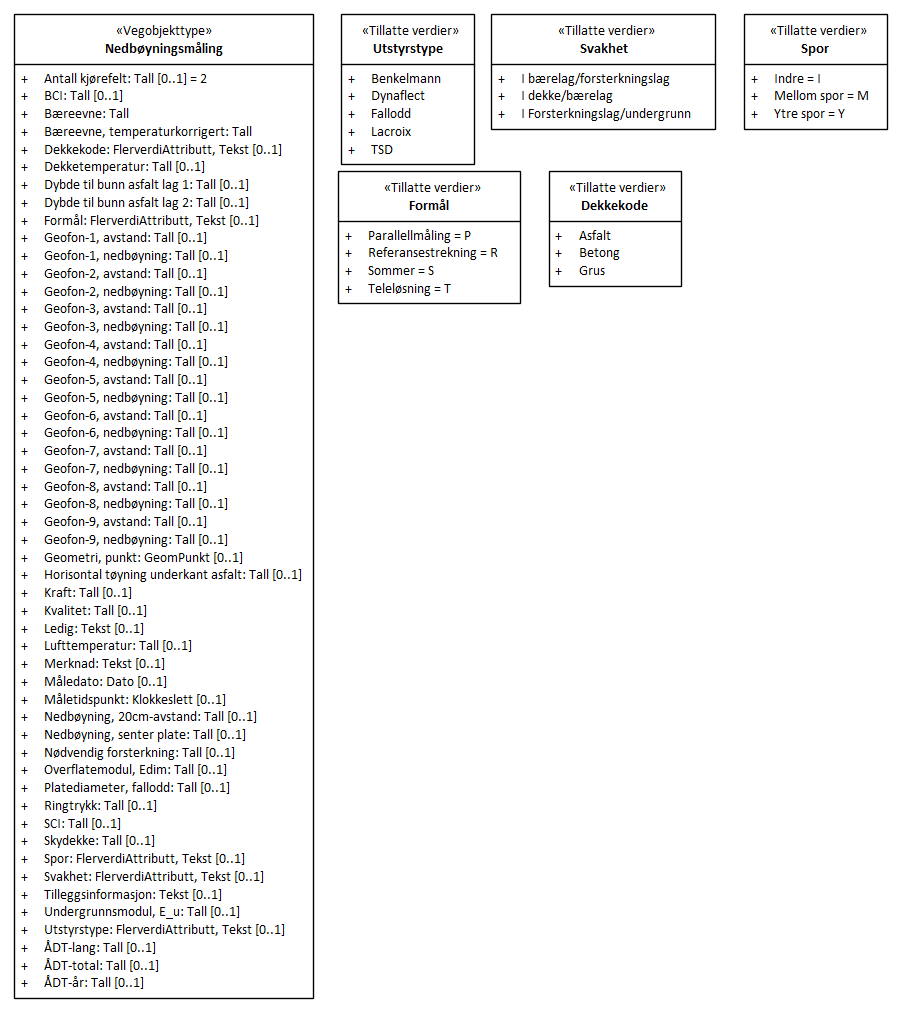 «Vegobjekttype»
Nedbøyningsmåling
+ Antall kjørefelt: Tall [0..1] = 2
+ BCI: Tall [0..1]
+ Bæreevne: Tall
+ Bæreevne, temperaturkorrigert: Tall
+ Dekkekode: FlerverdiAttributt, Tekst [0..1]
+ Dekketemperatur: Tall [0..1]
+ Dybde til bunn asfalt lag 1: Tall [0..1]
+ Dybde til bunn asfalt lag 2: Tall [0..1]
+ Formål: FlerverdiAttributt, Tekst [0..1]
+ Geofon-1, avstand: Tall [0..1]
+ Geofon-1, nedbøyning: Tall [0..1]
+ Geofon-2, avstand: Tall [0..1]
+ Geofon-2, nedbøyning: Tall [0..1]
+ Geofon-3, avstand: Tall [0..1]
+ Geofon-3, nedbøyning: Tall [0..1]
+ Geofon-4, avstand: Tall [0..1]
+ Geofon-4, nedbøyning: Tall [0..1]
+ Geofon-5, avstand: Tall [0..1]
+ Geofon-5, nedbøyning: Tall [0..1]
+ Geofon-6, avstand: Tall [0..1]
+ Geofon-6, nedbøyning: Tall [0..1]
+ Geofon-7, avstand: Tall [0..1]
+ Geofon-7, nedbøyning: Tall [0..1]
+ Geofon-8, avstand: Tall [0..1]
+ Geofon-8, nedbøyning: Tall [0..1]
+ Geofon-9, avstand: Tall [0..1]
+ Geofon-9, nedbøyning: Tall [0..1]
+ Geometri, punkt: GeomPunkt [0..1]
+ Horisontal tøyning underkant asfalt: Tall [0..1]
+ Kraft: Tall [0..1]
+ Kvalitet: Tall [0..1]
+ Ledig: Tekst [0..1]
+ Lufttemperatur: Tall [0..1]
+ Merknad: Tekst [0..1]
+ Måledato: Dato [0..1]
+ Måletidspunkt: Klokkeslett [0..1]
+ Nedbøyning, 20cm-avstand: Tall [0..1]
+ Nedbøyning, senter plate: Tall [0..1]
+ Nødvendig forsterkning: Tall [0..1]
+ Overflatemodul, Edim: Tall [0..1]
+ Platediameter, fallodd: Tall [0..1]
+ Ringtrykk: Tall [0..1]
+ SCI: Tall [0..1]
+ Skydekke: Tall [0..1]
+ Spor: FlerverdiAttributt, Tekst [0..1]
+ Svakhet: FlerverdiAttributt, Tekst [0..1]
+ Tilleggsinformasjon: Tekst [0..1]
+ Undergrunnsmodul, E_u: Tall [0..1]
+ Utstyrstype: FlerverdiAttributt, Tekst [0..1]
+ ÅDT-lang: Tall [0..1]
+ ÅDT-total: Tall [0..1]
+ ÅDT-år: Tall [0..1]
«Tillatte verdier»
Utstyrstype
+ Benkelmann
+ Dynaflect
+ Fallodd
+ Lacroix
+ TSD
«Tillatte verdier»
Svakhet
+ I bærelag/forsterkningslag
+ I dekke/bærelag
+ I Forsterkningslag/undergrunn
«Tillatte verdier»
Spor
+ Indre = I
+ Mellom spor = M
+ Ytre spor = Y
«Tillatte verdier»
Formål
+ Parallellmåling = P
+ Referansestrekning = R
+ Sommer = S
+ Teleløsning = T
«Tillatte verdier»
Dekkekode
+ Asfalt
+ Betong
+ Grus